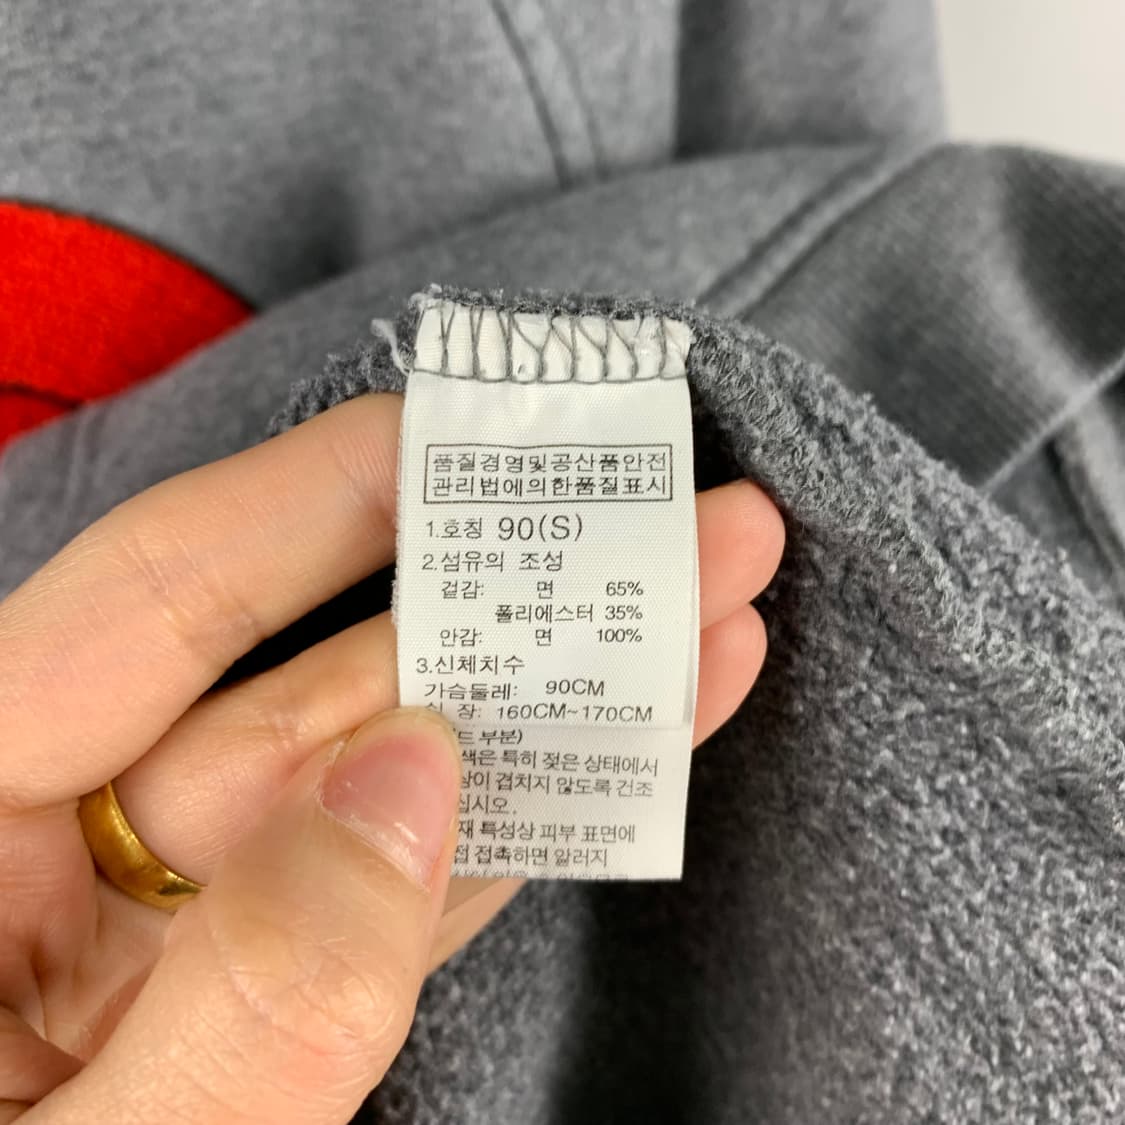 품질경영및공산품안전
관리법에의한품질표시
1.호칭 90(S)
2.섬유의 조성
겉감: 면 65%
폴리에스터 35%
안감: 면 100%
3.신체치수
가슴둘레: 90CM
장: 160CM~170CM
부분)
색은 특히 젖은 상태에서
겹치지 않도록 건조
십시오.
특성상 피부 표면에
접촉하면 알러지